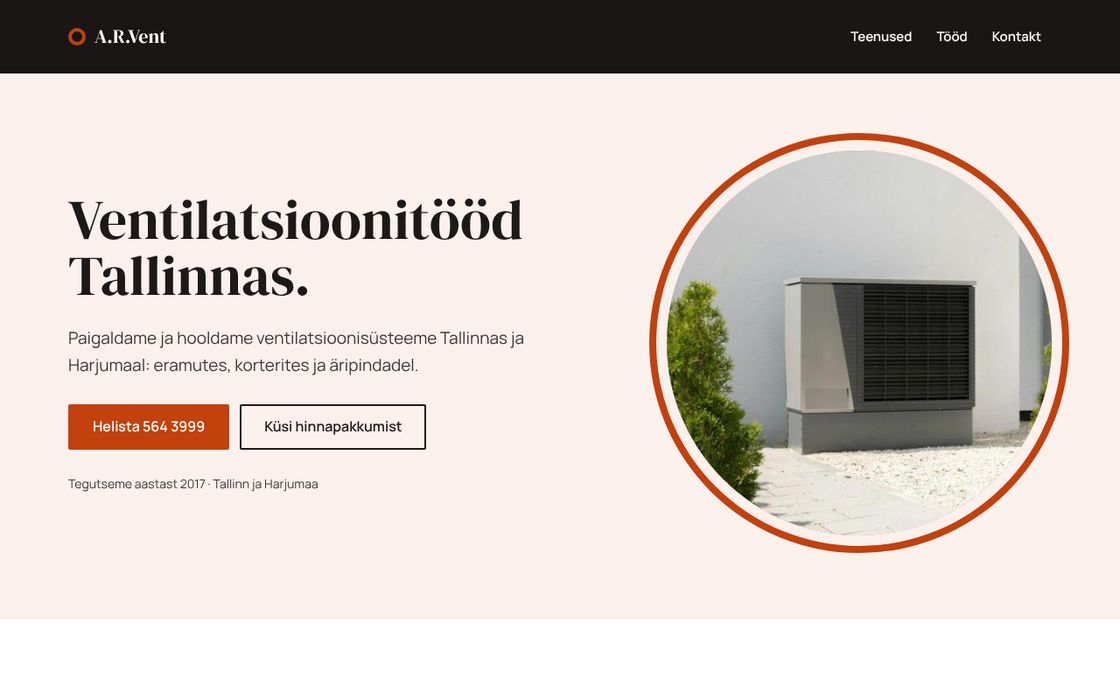 A.R.Vent
Teenused Tööd Kontakt
Ventilatsioonitööd
Tallinnas.
Paigaldame ja hooldame ventilatsioonisüsteeme Tallinnas ja
Harjumaal: eramutes, korterites ja äripindadel.
Helista 564 3999 Küsi hinnapakkumist
Tegutseme aastast 2017 · Tallinn ja Harjumaa